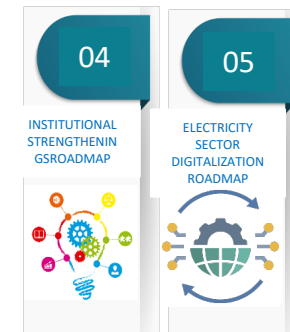 04
INSTITUTIONAL
STRENGTHENIN
GSROADMAP
05
ELECTRICITY
SECTOR
DIGITALIZATION
ROADMAP